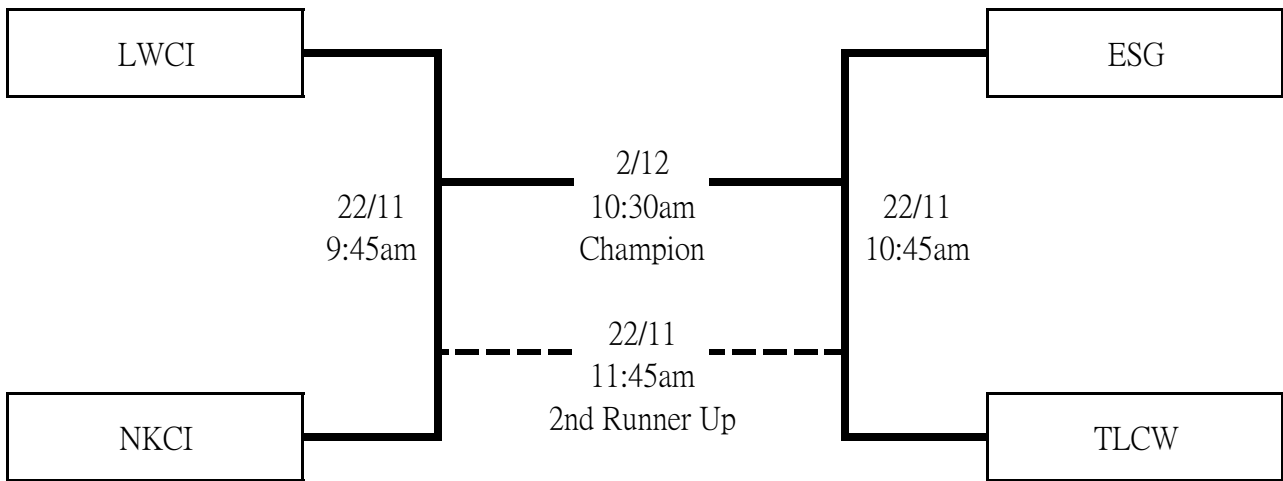 LWCI
ESG
2/12
10:30am
Champion
22/11
9:45am
22/11
10:45am
22/11
11:45am
2nd Runner Up
NKCI
TLCW